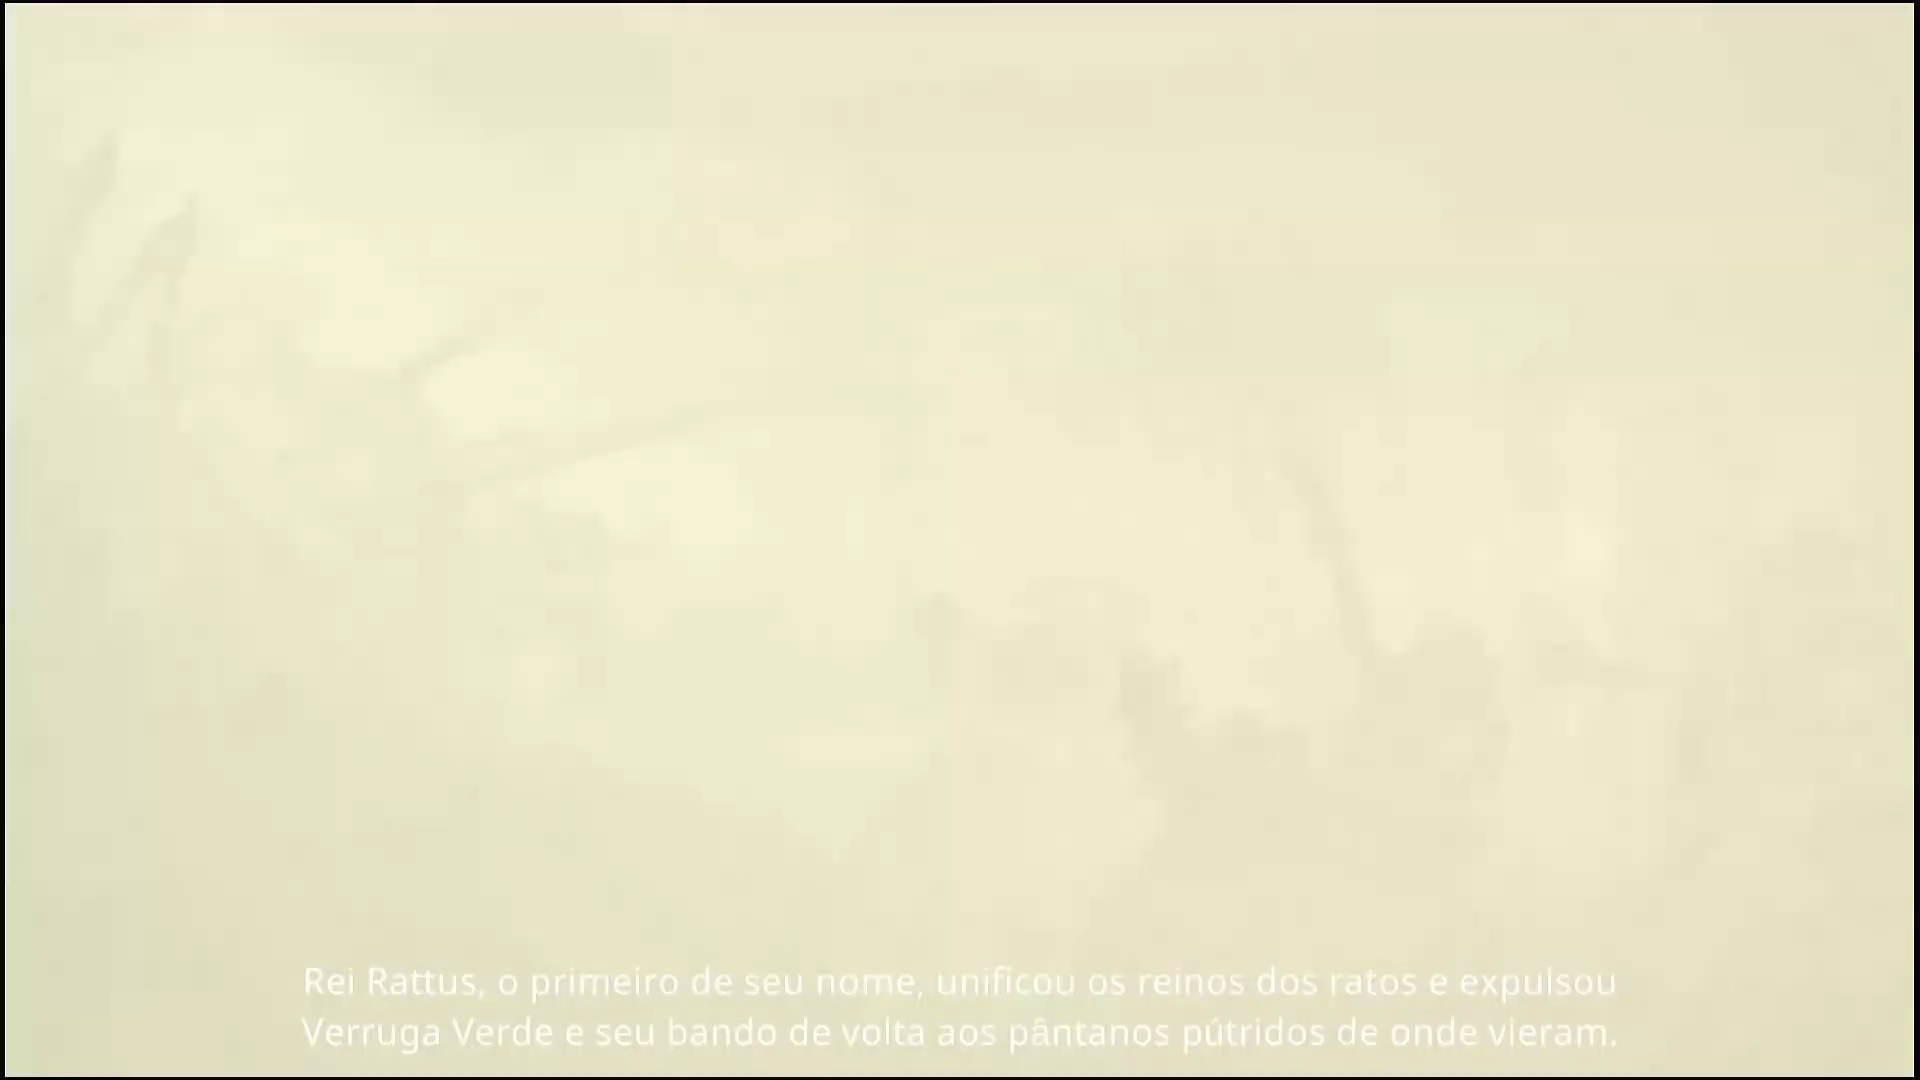 Rei Rattus, o primeiro de seu nome, unificou os reinos dos ratos e expulsou
Verruga Verde e seu bando de volta aos pântanos pútridos de onde vieram.